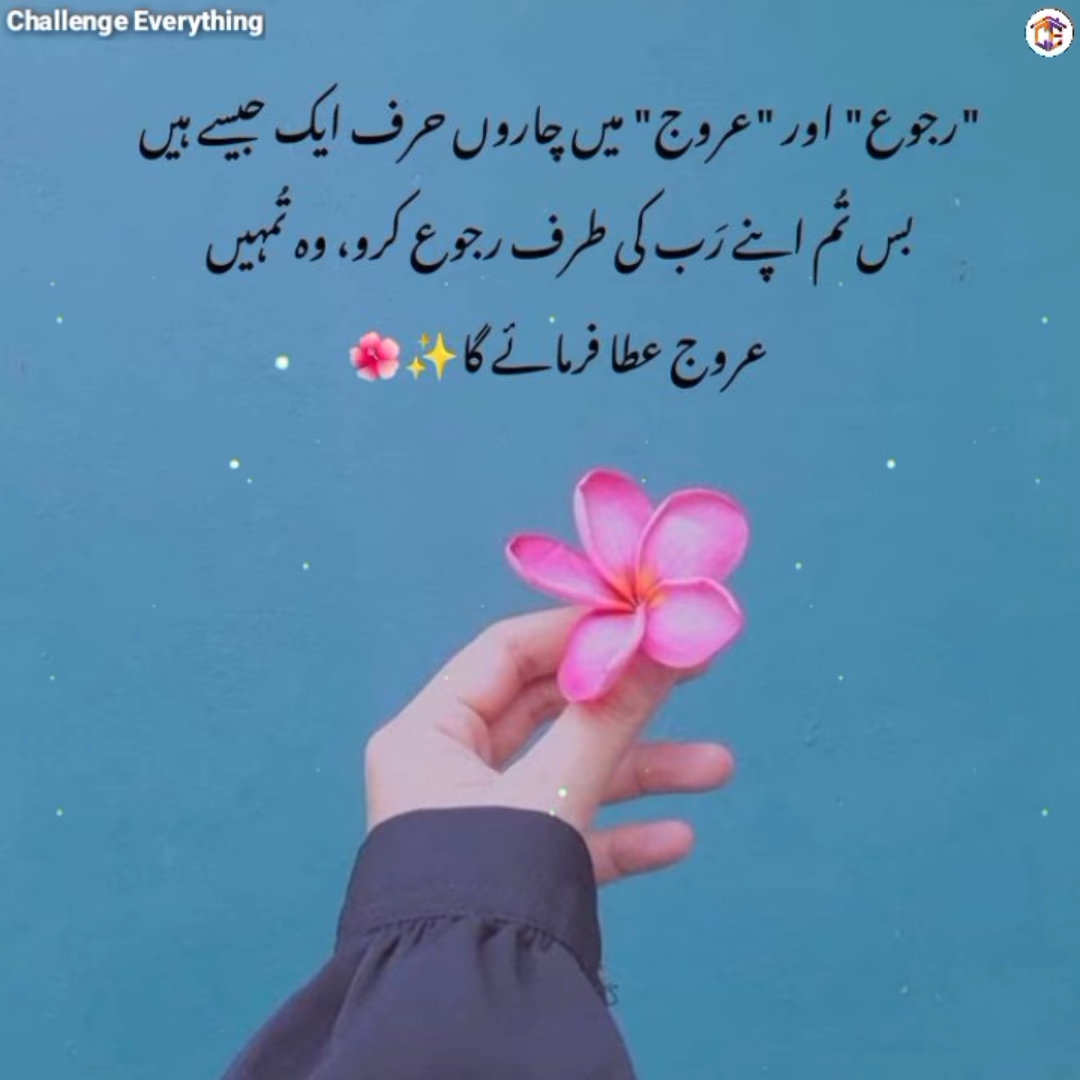 Challenge Everything
"رجوع" اور "عروج" میں چاروں حرف ایک جیسے ہیں
بس تُم اپنے رَب کی طرف رجوع کرو، وہ تُمہیں
عروج عطا فرمائے گا✨🌺